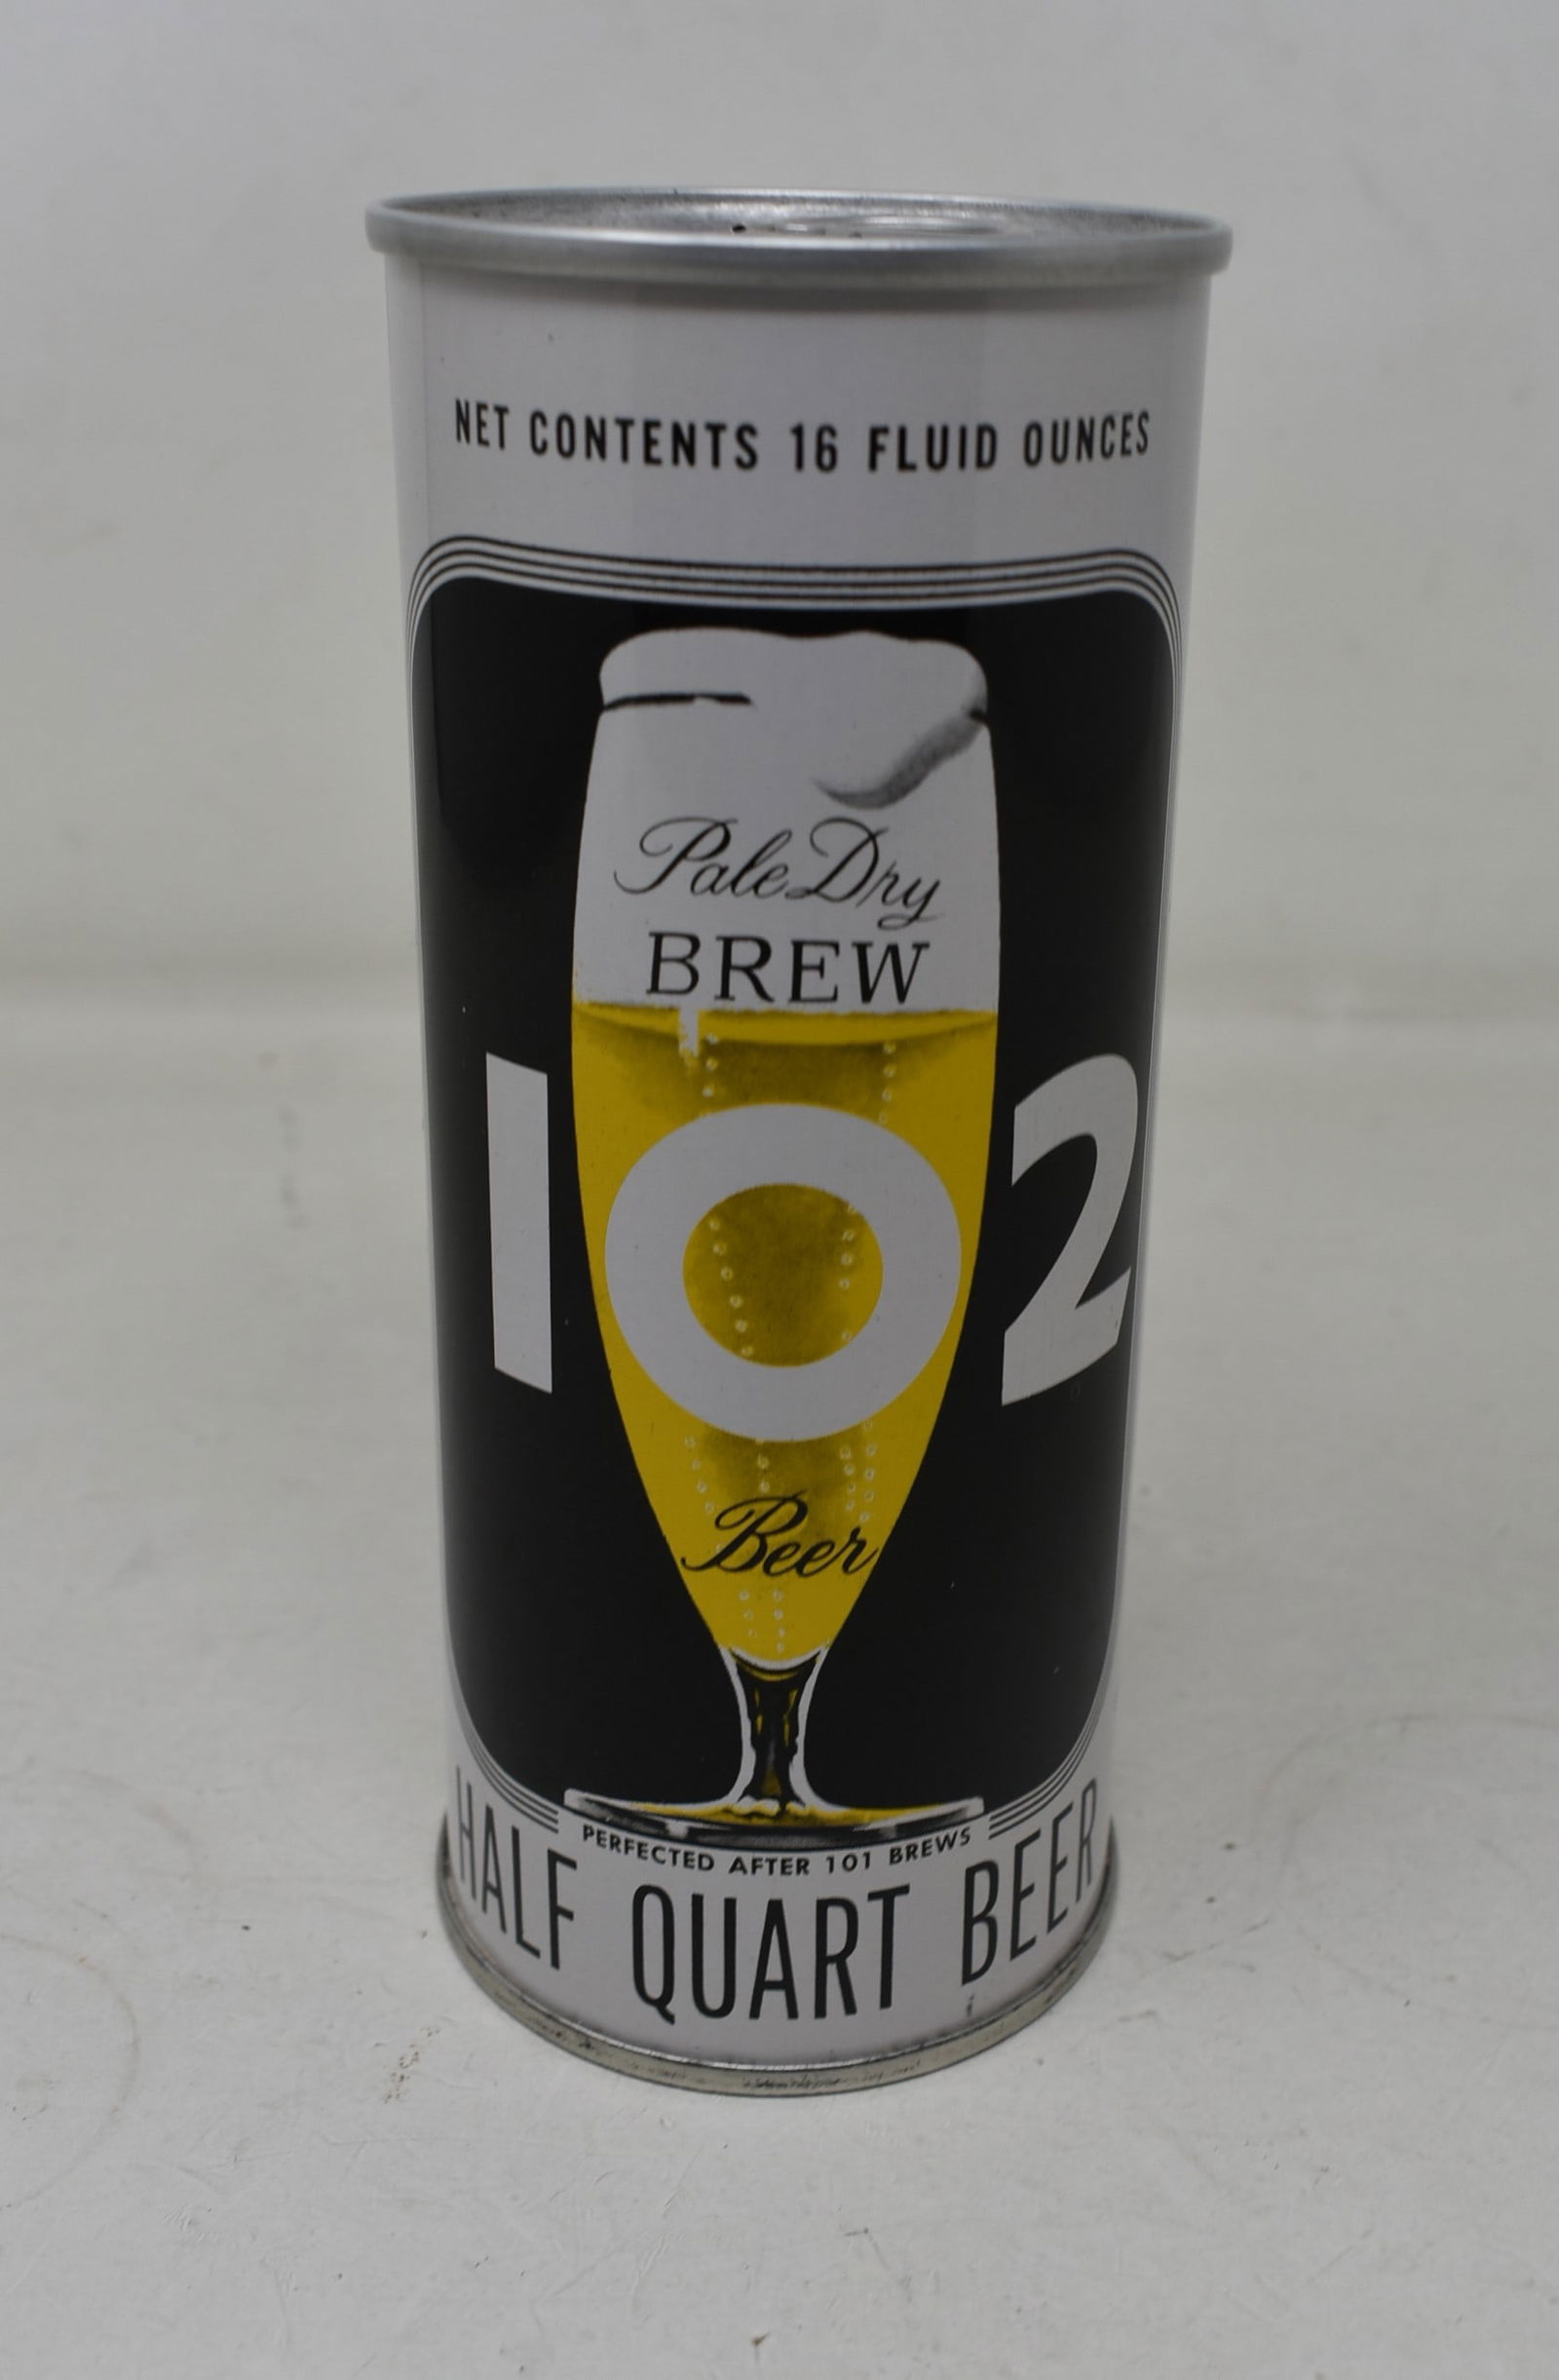 NET CONTENTS 16 FLUID OUNCES
Pale Dry
BREW
102
Beer
PERFECTED AFTER 101 BREWS
HALF QUART BEER